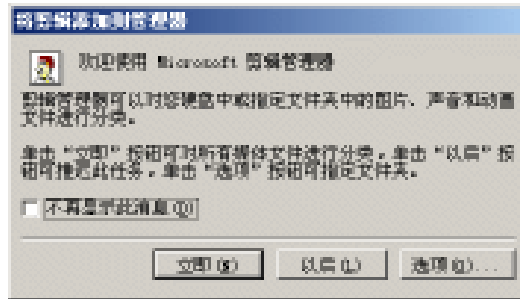 将剪辑添加到管理器
欢迎使用 Microsoft 剪辑管理器
剪辑管理器可以对您硬盘中或指定文件夹中的图片、声音和动画
文件进行分类。
单击“立即”按钮可对所有媒体文件进行分类，单击“以后”按
钮可推迟此任务，单击“选项”按钮可指定文件夹。
不再显示此消息(D)
立即(N)
以后(L)
选项(O)...